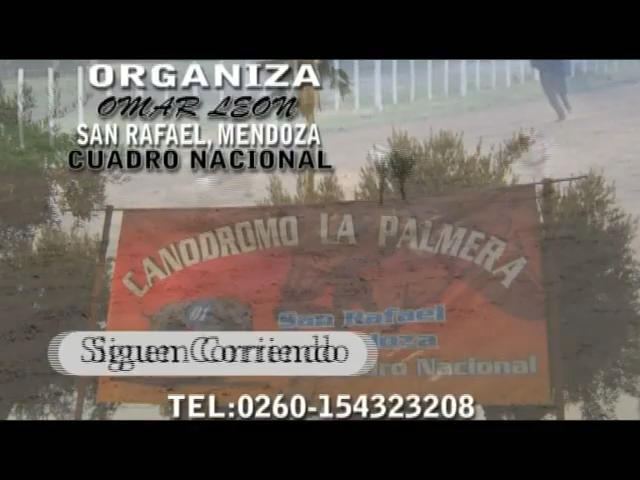 ORGANIZA
OMAR LEON
SAN RAFAEL, MENDOZA
CUADRO NACIONAL
CANODROMO LA PALMERA
01
San Rafael
Siguen Corriendo
Nacional
TEL:0260-154323208